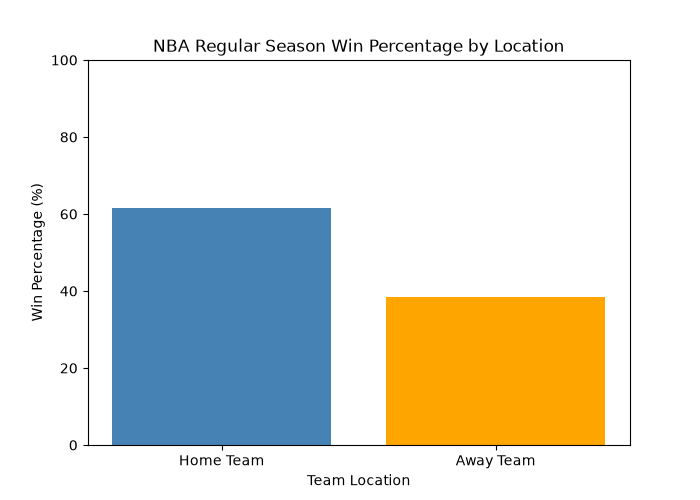 NBA Regular Season Win Percentage by Location
100
80
60
40
20
0
Win Percentage (%)
Home Team
Away Team
Team Location